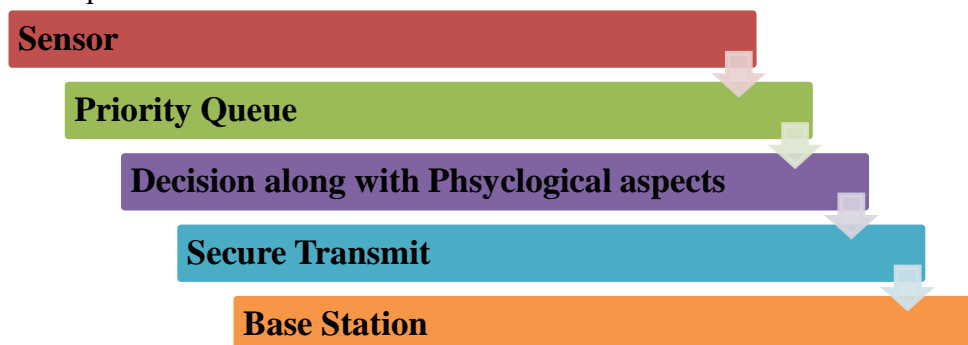 Sensor
Priority Queue
Decision along with Phsyclogical aspects
Secure Transmit
Base Station